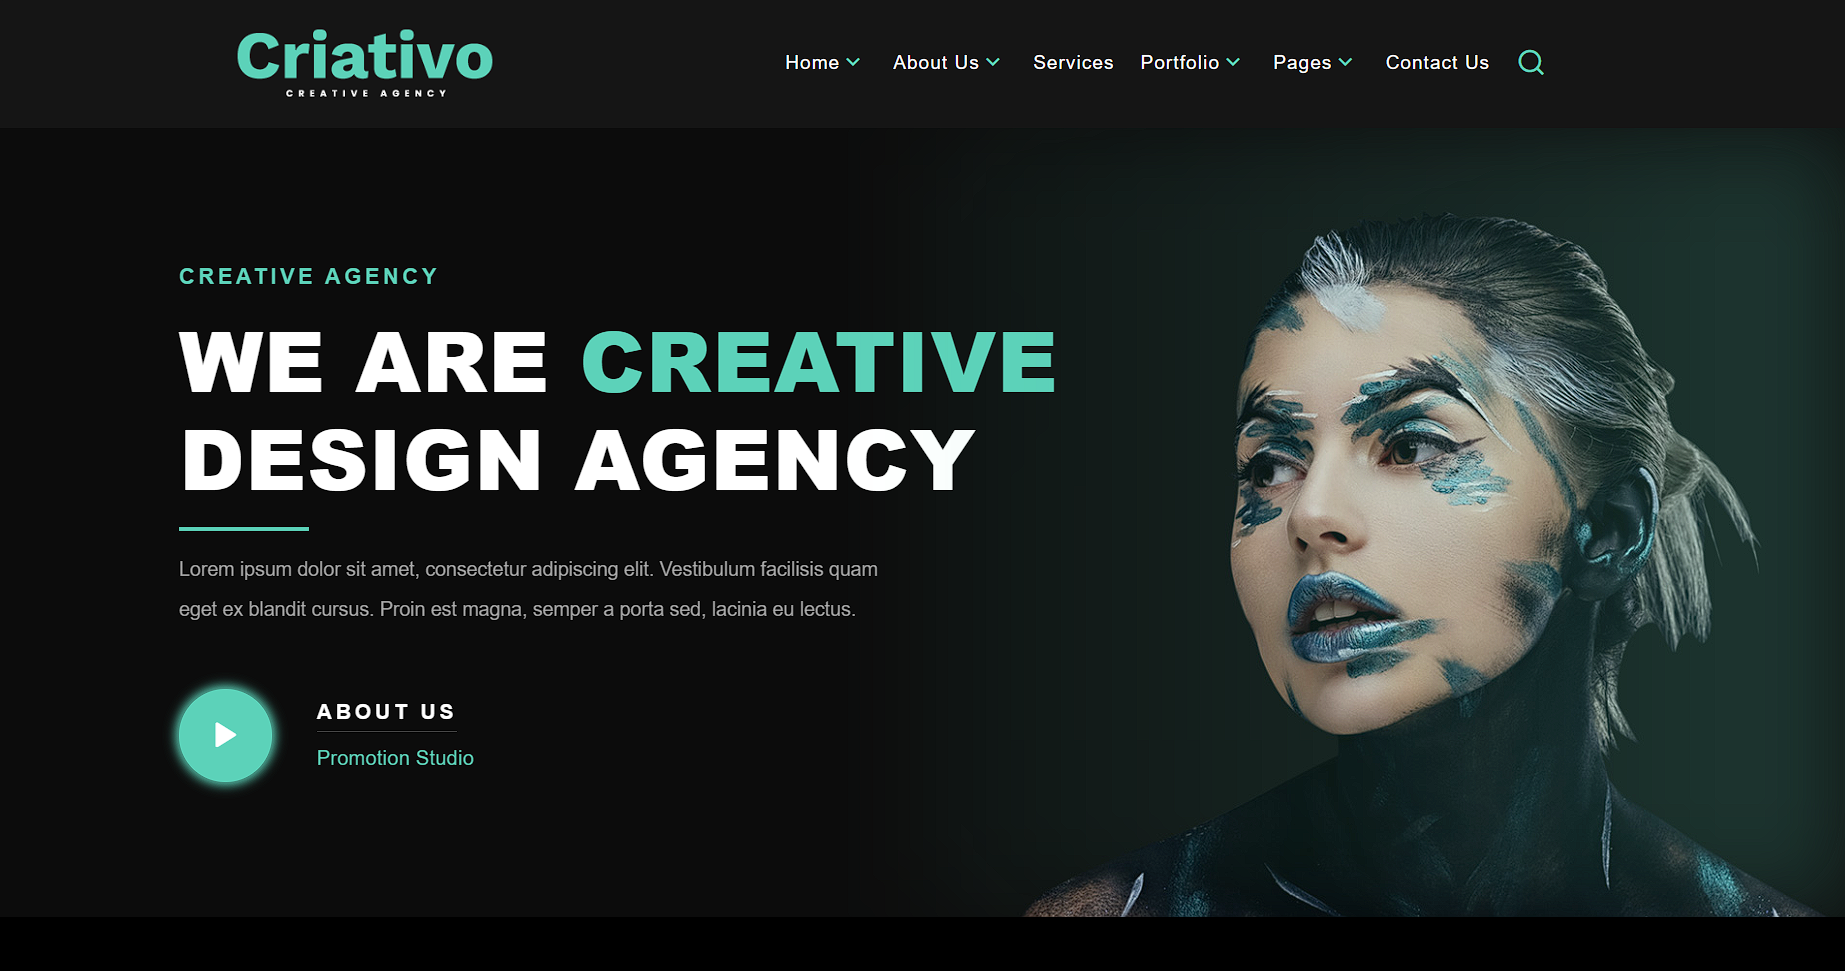 Criativo
CREATIVE AGENCY
Home
About Us
Services
Portfolio
Pages
Contact Us
CREATIVE AGENCY
WE ARE CREATIVE
DESIGN AGENCY
Lorem ipsum dolor sit amet, consectetur adipiscing elit. Vestibulum facilisis quam
eget ex blandit cursus. Proin est magna, semper a porta sed, lacinia eu lectus.
ABOUT US
Promotion Studio